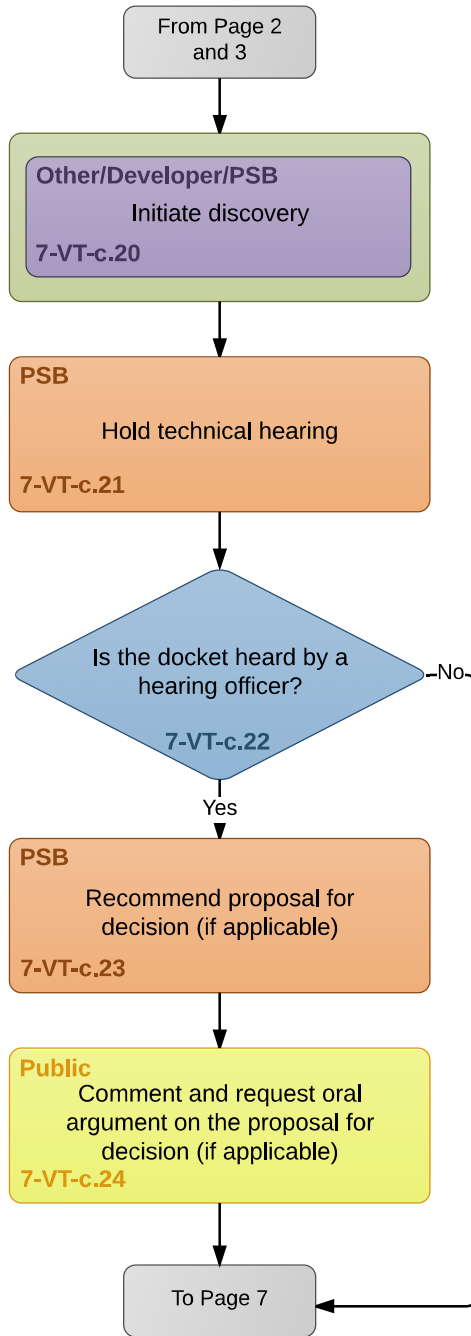 From Page 2
and 3
Other/Developer/PSB
Initiate discovery
7-VT-c.20
PSB
Hold technical hearing
7-VT-c.21
Is the docket heard by a
hearing officer?
7-VT-c.22
No
Yes
PSB
Recommend proposal for
decision (if applicable)
7-VT-c.23
Public
Comment and request oral
argument on the proposal for
decision (if applicable)
7-VT-c.24
To Page 7